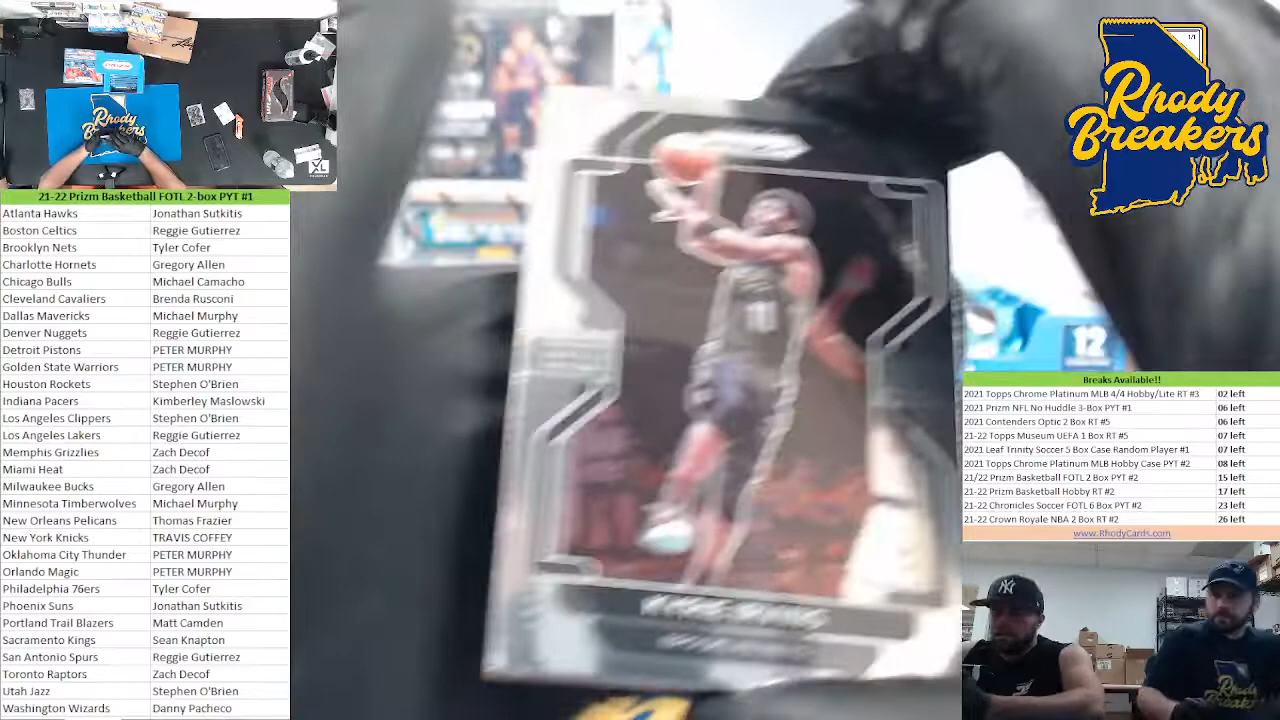 21-22 Prizm Basketball FOTL 2-box PYT #1
Atlanta Hawks Jonathan Sutkitis
Boston Celtics Reggie Gutierrez
Brooklyn Nets Tyler Cofer
Charlotte Hornets Gregory Allen
Chicago Bulls Michael Camacho
Cleveland Cavaliers Brenda Rusconi
Dallas Mavericks Michael Murphy
Denver Nuggets Reggie Gutierrez
Detroit Pistons PETER MURPHY
Golden State Warriors PETER MURPHY
Houston Rockets Stephen O'Brien
Indiana Pacers Kimberley Maslowski
Los Angeles Clippers Stephen O'Brien
Los Angeles Lakers Reggie Gutierrez
Memphis Grizzlies Zach Decof
Miami Heat Zach Decof
Milwaukee Bucks Gregory Allen
Minnesota Timberwolves Michael Murphy
New Orleans Pelicans Thomas Frazier
New York Knicks TRAVIS COFFEY
Oklahoma City Thunder PETER MURPHY
Orlando Magic PETER MURPHY
Philadelphia 76ers Tyler Cofer
Phoenix Suns Jonathan Sutkitis
Portland Trail Blazers Matt Camden
Sacramento Kings Sean Knapton
San Antonio Spurs Reggie Gutierrez
Toronto Raptors Zach Decof
Utah Jazz Stephen O'Brien
Washington Wizards Danny Pacheco
KYRIE IRVING
12
1/1
Rhody
Breakers
Breaks Available!!
2021 Topps Chrome Platinum MLB 4/4 Hobby/Lite RT #3 02 left
2021 Prizm NFL No Huddle 3-Box PYT #1 06 left
2021 Contenders Optic 2 Box RT #5 06 left
21-22 Topps Museum UEFA 1 Box RT #5 07 left
2021 Leaf Trinity Soccer 5 Box Case Random Player #1 07 left
2021 Topps Chrome Platinum MLB Hobby Case PYT #2 08 left
21/22 Prizm Basketball FOTL 2 Box PYT #2 15 left
21-22 Prizm Basketball Hobby RT #2 17 left
21-22 Chronicles Soccer FOTL 6 Box PYT #2 23 left
21-22 Crown Royale NBA 2 Box RT #2 26 left
www.RhodyCards.com
Rhody
Breakers